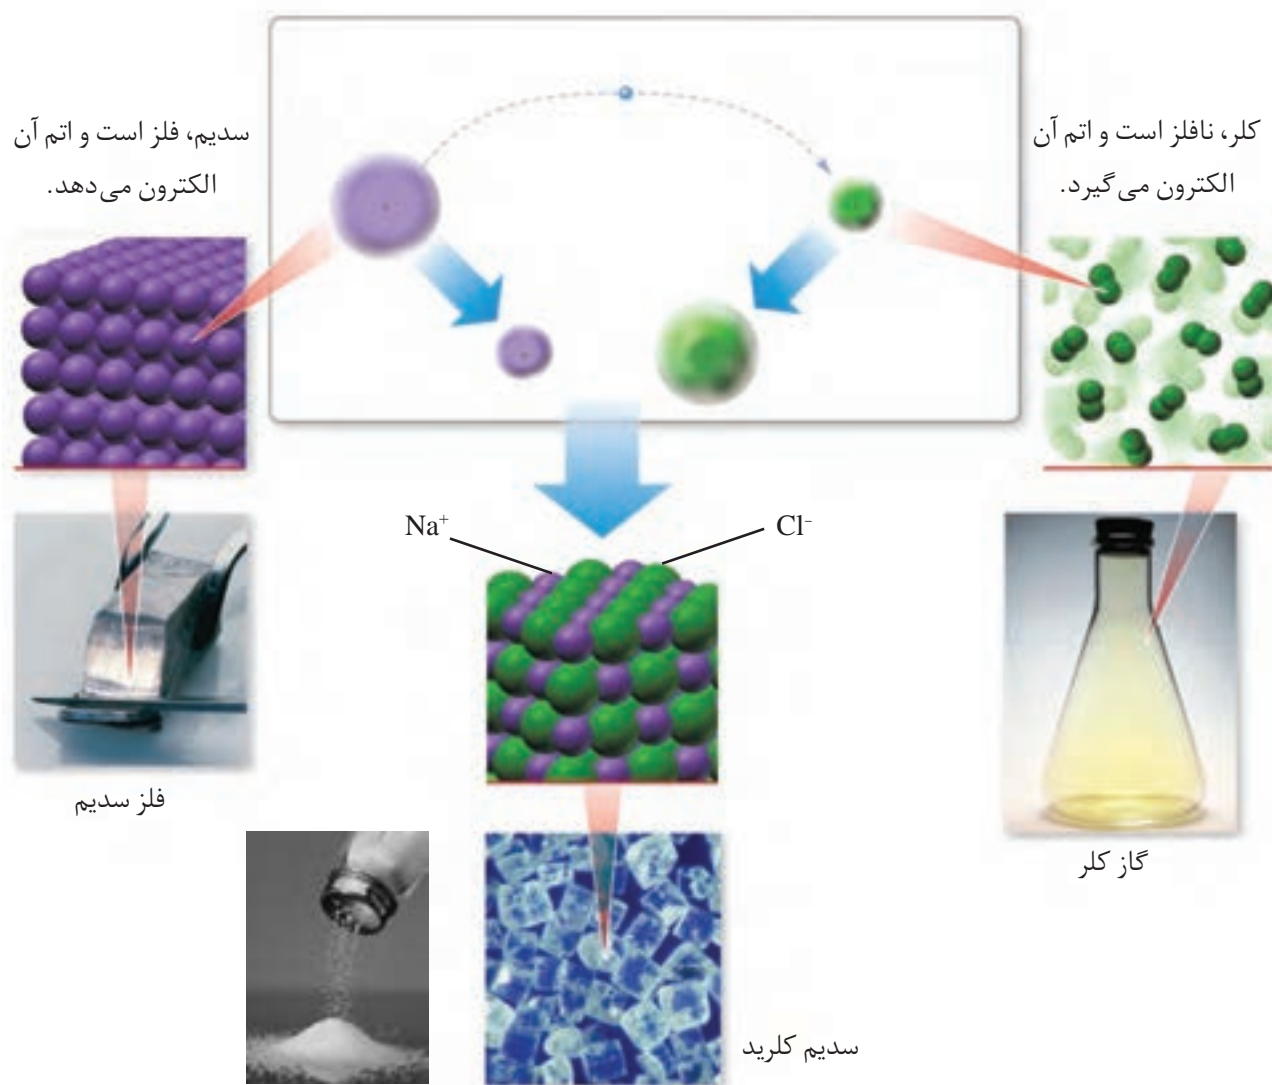 کلر، نافلز است و اتم آن
الکترون می‌گیرد.
سدیم، فلز است و اتم آن
الکترون می‌دهد.
Na⁺
Cl⁻
فلز سدیم
گاز کلر
سدیم کلرید